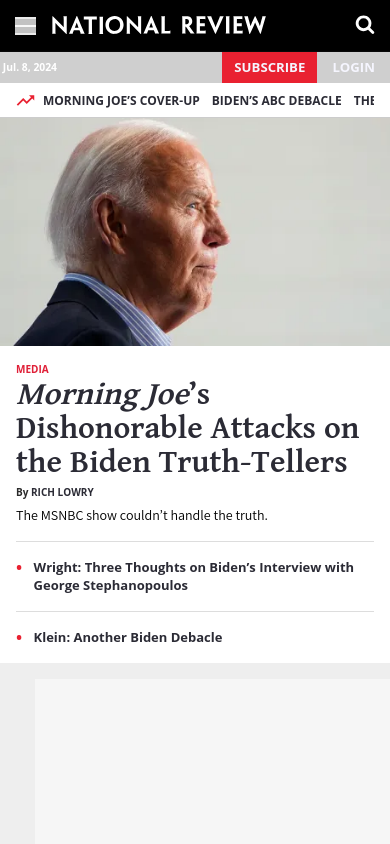 NATIONAL REVIEW
Jul. 8, 2024
SUBSCRIBE
LOGIN
MORNING JOE'S COVER-UP BIDEN'S ABC DEBACLE THE
MEDIA
Morning Joe’s
Dishonorable Attacks on
the Biden Truth-Tellers
By RICH LOWRY
The MSNBC show couldn’t handle the truth.
• Wright: Three Thoughts on Biden’s Interview with
George Stephanopoulos
• Klein: Another Biden Debacle